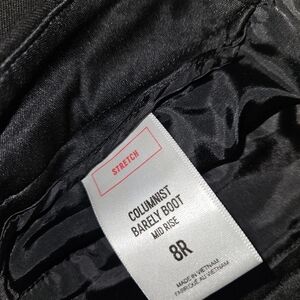 STRETCH
COLUMNIST
BARELY BOOT
MID RISE
8R
MADE IN VIETNAM
FABRIQUÉ AU VIETNAM